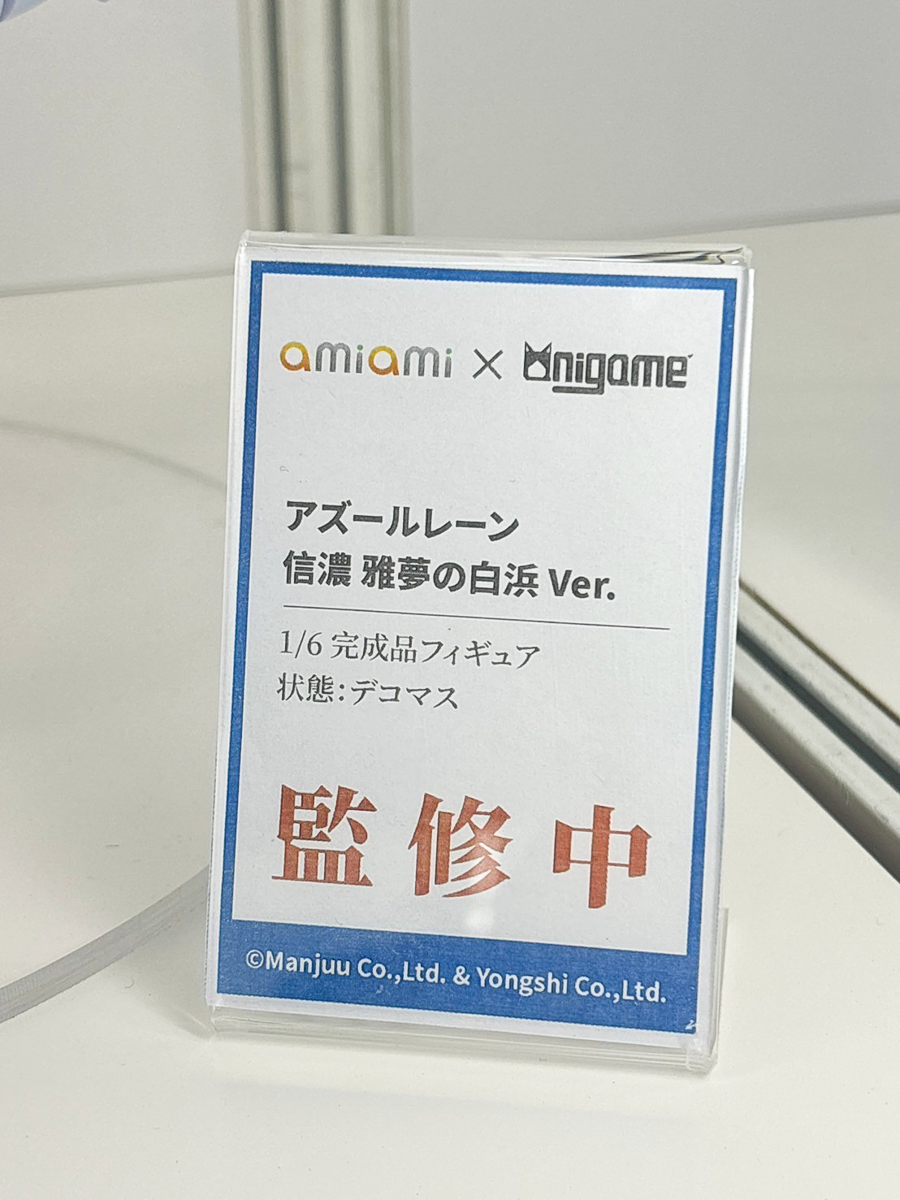 amiami × Onigame
アズールレーン
信濃 雅夢の白浜 Ver.
1/6 完成品フィギュア
状態：デコマス
監修中
©Manjuu Co.,Ltd. & Yongshi Co.,Ltd.